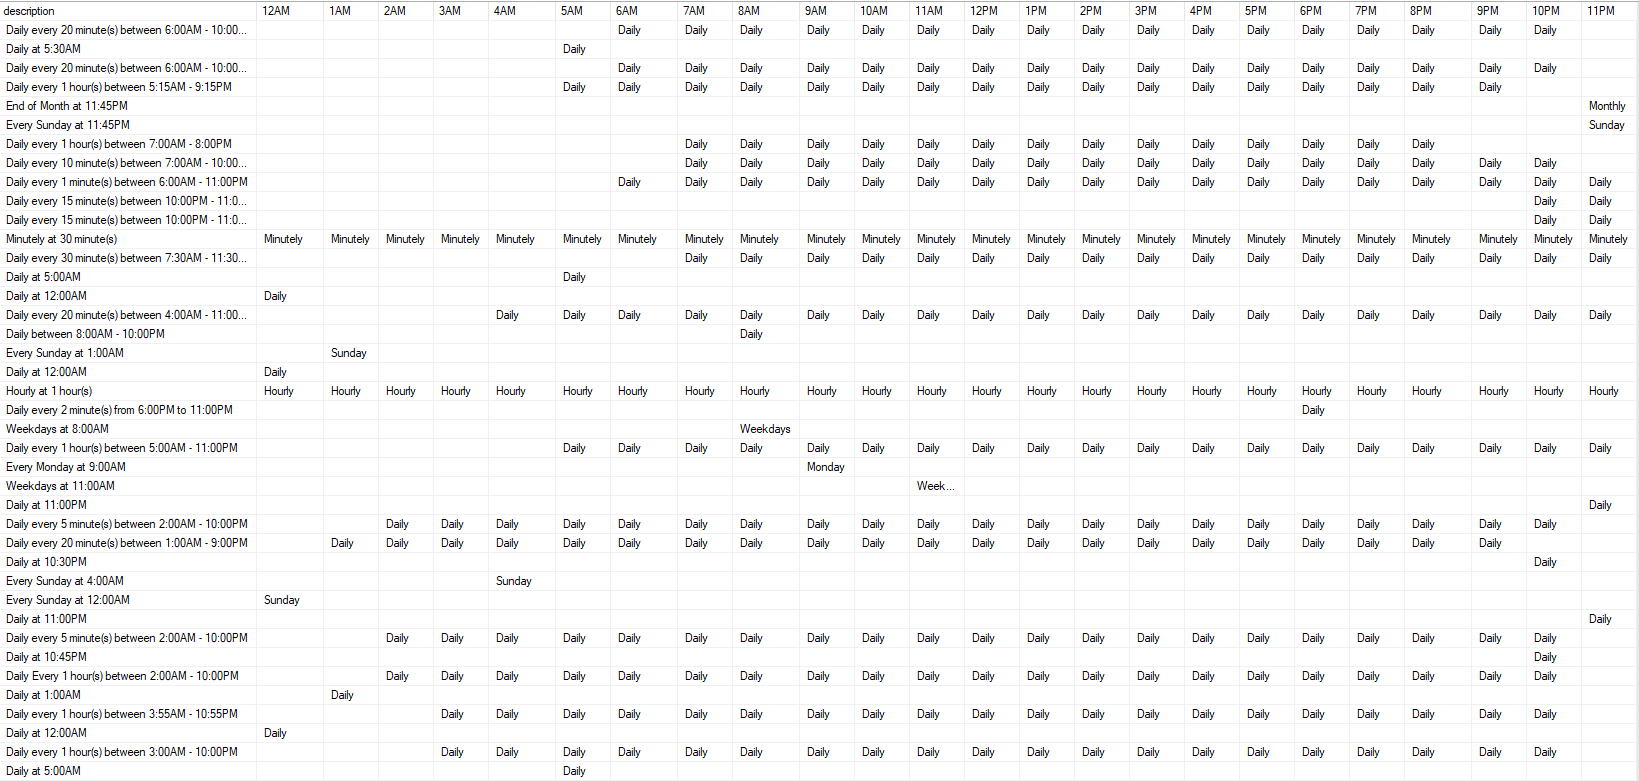 description 12AM 1AM 2AM 3AM 4AM 5AM 6AM 7AM 8AM 9AM 10AM 11AM 12PM 1PM 2PM 3PM 4PM 5PM 6PM 7PM 8PM 9PM 10PM 11PM
Daily every 20 minute(s) between 6:00AM - 10:00... Daily Daily Daily Daily Daily Daily Daily Daily Daily Daily Daily Daily Daily Daily Daily Daily Daily
Daily at 5:30AM Daily
Daily every 20 minute(s) between 6:00AM - 10:00... Daily Daily Daily Daily Daily Daily Daily Daily Daily Daily Daily Daily Daily Daily Daily Daily Daily
Daily every 1 hour(s) between 5:15AM - 9:15PM Daily Daily Daily Daily Daily Daily Daily Daily Daily Daily Daily Daily Daily Daily Daily Daily Daily
End of Month at 11:45PM Monthly
Every Sunday at 11:45PM Sunday
Daily every 1 hour(s) between 7:00AM - 8:00PM Daily Daily Daily Daily Daily Daily Daily Daily Daily Daily Daily Daily Daily Daily
Daily every 10 minute(s) between 7:00AM - 10:00... Daily Daily Daily Daily Daily Daily Daily Daily Daily Daily Daily Daily Daily Daily Daily Daily
Daily every 1 minute(s) between 6:00AM - 11:00PM Daily Daily Daily Daily Daily Daily Daily Daily Daily Daily Daily Daily Daily Daily Daily Daily Daily Daily
Daily every 15 minute(s) between 10:00PM - 11:0... Daily Daily
Daily every 15 minute(s) between 10:00PM - 11:0... Daily Daily
Minutely at 30 minute(s) Minutely Minutely Minutely Minutely Minutely Minutely Minutely Minutely Minutely Minutely Minutely Minutely Minutely Minutely Minutely Minutely Minutely Minutely Minutely Minutely Minutely Minutely Minutely Minutely
Daily every 30 minute(s) between 7:30AM - 11:30... Daily Daily Daily Daily Daily Daily Daily Daily Daily Daily Daily Daily Daily Daily Daily Daily Daily
Daily at 5:00AM Daily
Daily at 12:00AM Daily
Daily every 20 minute(s) between 4:00AM - 11:00... Daily Daily Daily Daily Daily Daily Daily Daily Daily Daily Daily Daily Daily Daily Daily Daily Daily Daily Daily Daily
Daily between 8:00AM - 10:00PM Daily
Every Sunday at 1:00AM Sunday
Daily at 12:00AM Daily
Hourly at 1 hour(s) Hourly Hourly Hourly Hourly Hourly Hourly Hourly Hourly Hourly Hourly Hourly Hourly Hourly Hourly Hourly Hourly Hourly Hourly Hourly Hourly Hourly Hourly Hourly Hourly
Daily every 2 minute(s) from 6:00PM to 11:00PM Daily
Weekdays at 8:00AM Weekdays
Daily every 1 hour(s) between 5:00AM - 11:00PM Daily Daily Daily Daily Daily Daily Daily Daily Daily Daily Daily Daily Daily Daily Daily Daily Daily Daily Daily
Every Monday at 9:00AM Monday
Weekdays at 11:00AM Week...
Daily at 11:00PM Daily
Daily every 5 minute(s) between 2:00AM - 10:00PM Daily Daily Daily Daily Daily Daily Daily Daily Daily Daily Daily Daily Daily Daily Daily Daily Daily Daily Daily Daily Daily
Daily every 20 minute(s) between 1:00AM - 9:00PM Daily Daily Daily Daily Daily Daily Daily Daily Daily Daily Daily Daily Daily Daily Daily Daily Daily Daily Daily Daily Daily
Daily at 10:30PM Daily
Every Sunday at 4:00AM Sunday
Every Sunday at 12:00AM Sunday
Daily at 11:00PM Daily
Daily every 5 minute(s) between 2:00AM - 10:00PM Daily Daily Daily Daily Daily Daily Daily Daily Daily Daily Daily Daily Daily Daily Daily Daily Daily Daily Daily Daily Daily
Daily at 10:45PM Daily
Daily Every 1 hour(s) between 2:00AM - 10:00PM Daily Daily Daily Daily Daily Daily Daily Daily Daily Daily Daily Daily Daily Daily Daily Daily Daily Daily Daily Daily Daily
Daily at 1:00AM Daily
Daily every 1 hour(s) between 3:55AM - 10:55PM Daily Daily Daily Daily Daily Daily Daily Daily Daily Daily Daily Daily Daily Daily Daily Daily Daily Daily Daily Daily
Daily at 12:00AM Daily
Daily every 1 hour(s) between 3:00AM - 10:00PM Daily Daily Daily Daily Daily Daily Daily Daily Daily Daily Daily Daily Daily Daily Daily Daily Daily Daily Daily Daily
Daily at 5:00AM Daily